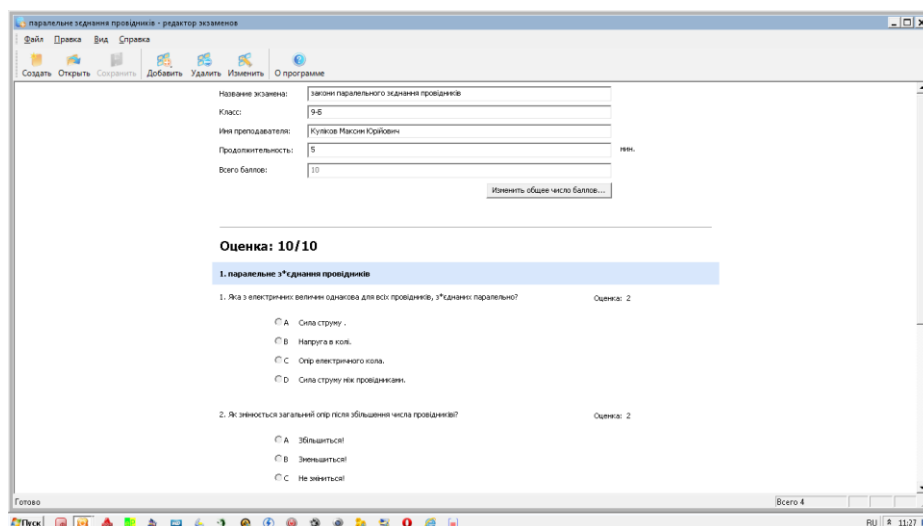 паралельне зєднання провідників - редактор экзаменов
Файл Правка Вид Справка
Создать Открыть Сохранить Добавить Удалить Изменить О программе
Название экзамена: закони паралельного зєднання провідників
Класс: 9-Б
Имя преподавателя: Куліков Максим Юрійович
Продолжительность: 5 мин.
Всего баллов: 10
Изменить общее число баллов...
Оценка: 10/10
1. паралельне з*єднання провідників
1. Яка з електричних величин однакова для всіх провідників, з*єднаних паралельно? Оценка: 2
A Сила струму .
B Напруга в колі.
C Опір електричного кола.
D Сила струму між провідниками.
2. Як змінюється загальний опір після збільшення числа провідників? Оценка: 2
A Збільшиться!
B Зменьшиться!
C Не зміниться!
Готово Всего 4
Пуск RU 11:27